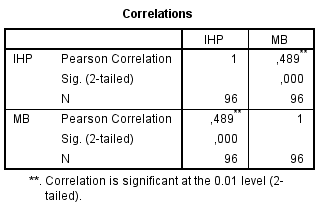 Correlations
IHP MB
IHP Pearson Correlation 1 ,489**
Sig. (2-tailed) ,000
N 96 96
MB Pearson Correlation ,489** 1
Sig. (2-tailed) ,000
N 96 96
**. Correlation is significant at the 0.01 level (2-
tailed).